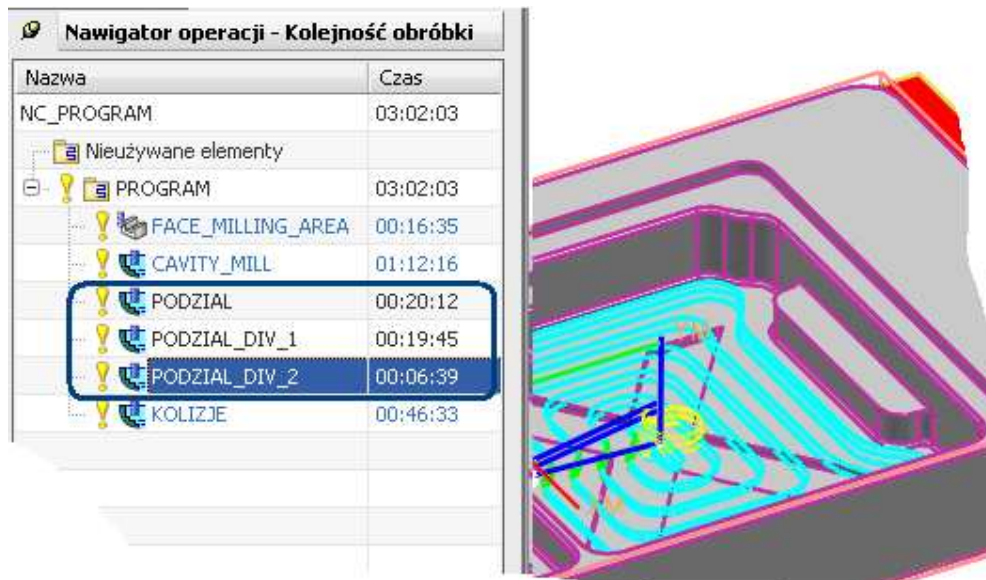 Nawigator operacji - Kolejność obróbki
Nazwa Czas
NC_PROGRAM 03:02:03
Nieużywane elementy
PROGRAM 03:02:03
FACE_MILLING_AREA 00:16:35
CAVITY_MILL 01:12:16
PODZIAL 00:20:12
PODZIAL_DIV_1 00:19:45
PODZIAL_DIV_2 00:06:39
KOLIZJE 00:46:33